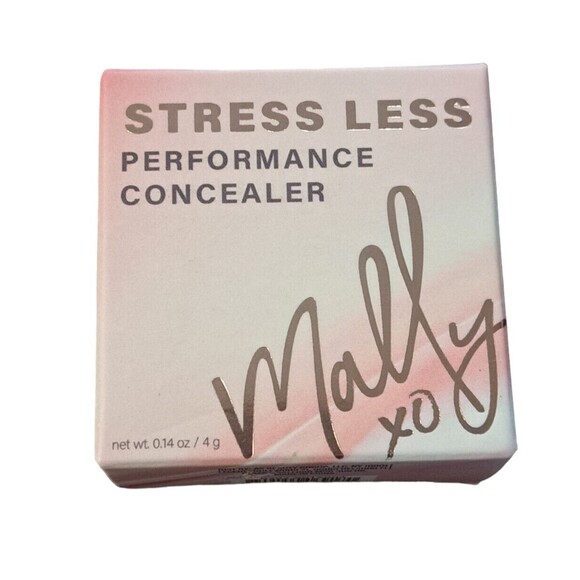 STRESS LESS
PERFORMANCE
CONCEALER
Mally
xo
net wt. 0.14 oz / 4 g